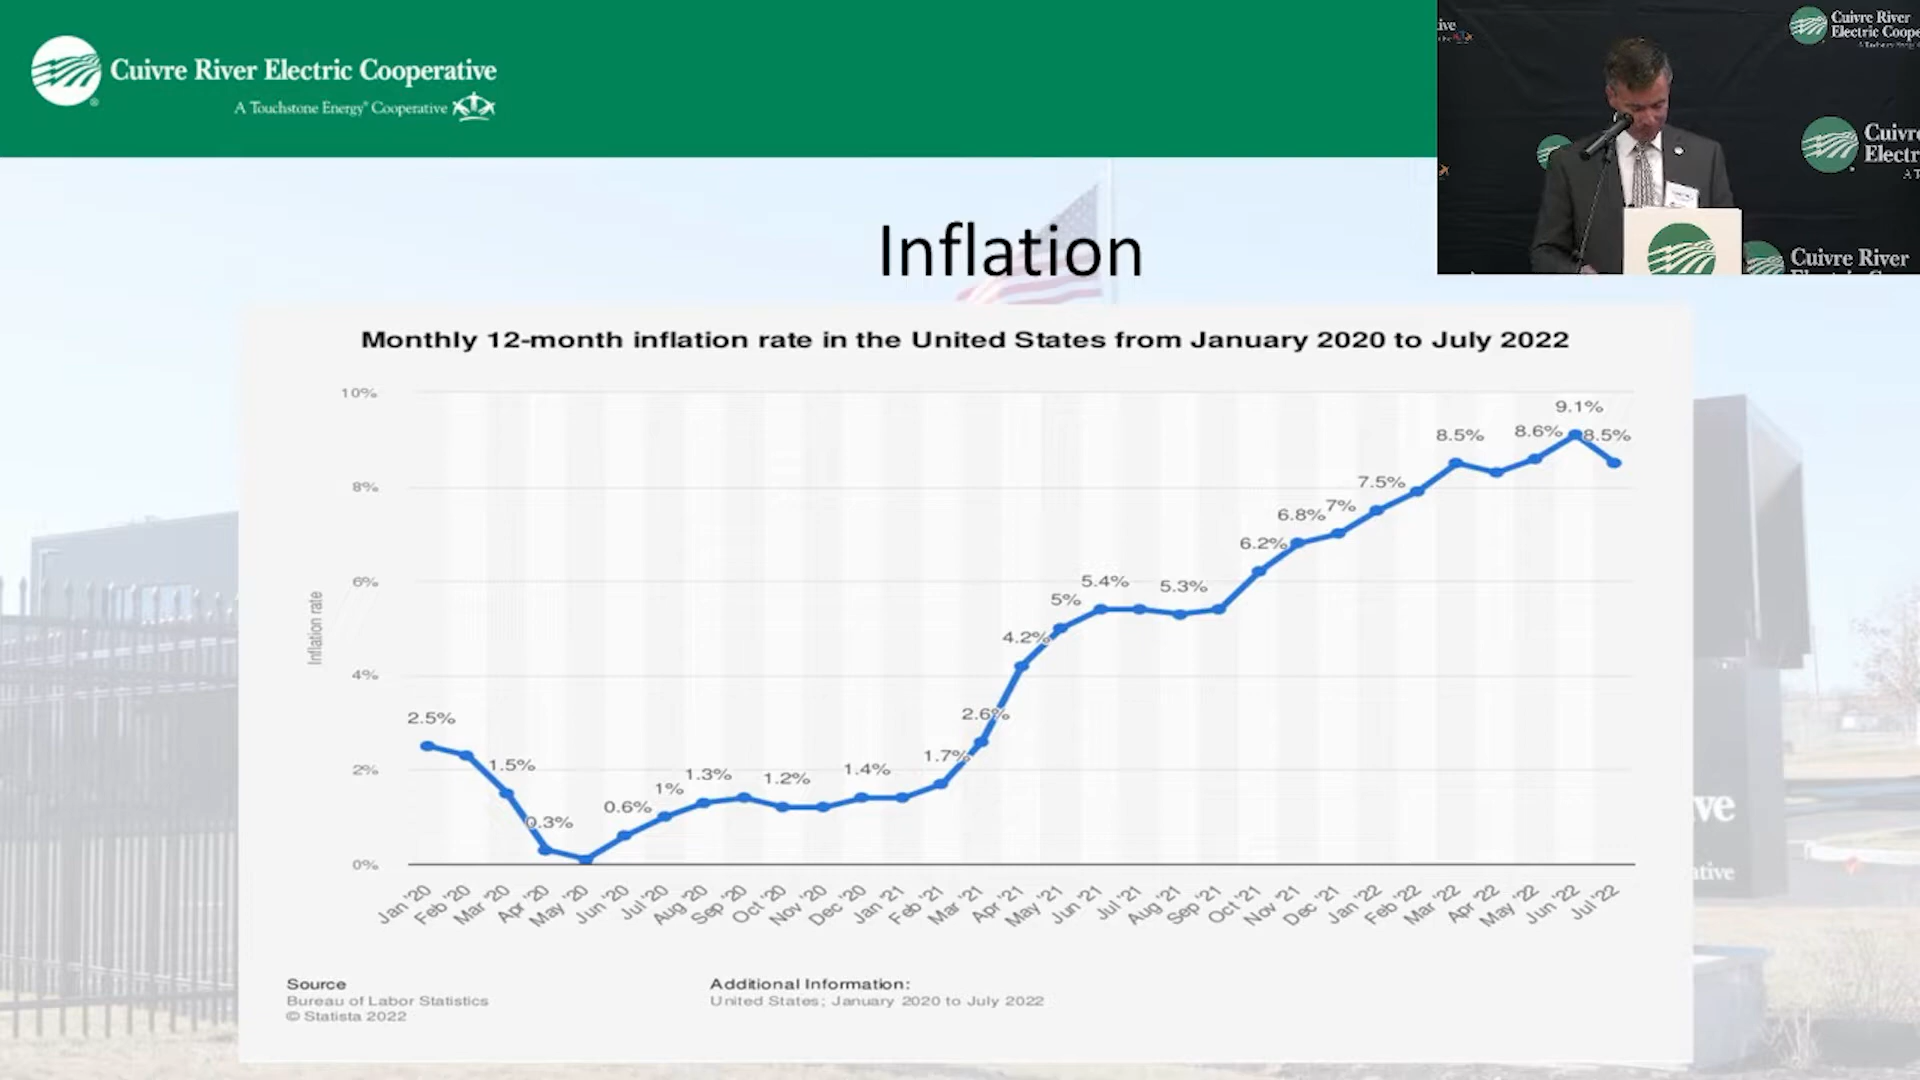 Cuivre River Electric Cooperative
A Touchstone Energy® Cooperative
Cuivre River
Electric Coope
Cuivre
Electr
Cuivre River
Inflation
Monthly 12-month inflation rate in the United States from January 2020 to July 2022
Inflation rate
10%
8%
6%
4%
2%
0%
2.5%
1.5%
0.3%
0.6%
1%
1.3%
1.2%
1.4%
1.7%
2.6%
4.2%
5%
5.4%
5.3%
6.2%
6.8%
7%
7.5%
8.5%
8.6%
9.1%
8.5%
Jan '20
Feb '20
Mar '20
Apr '20
May '20
Jun '20
Jul '20
Aug '20
Sep '20
Oct '20
Nov '20
Dec '20
Jan '21
Feb '21
Mar '21
Apr '21
May '21
Jun '21
Jul '21
Aug '21
Sep '21
Oct '21
Nov '21
Dec '21
Jan '22
Feb '22
Mar '22
Apr '22
May '22
Jun '22
Jul '22
Source
Bureau of Labor Statistics
© Statista 2022
Additional Information:
United States; January 2020 to July 2022
ve
ative